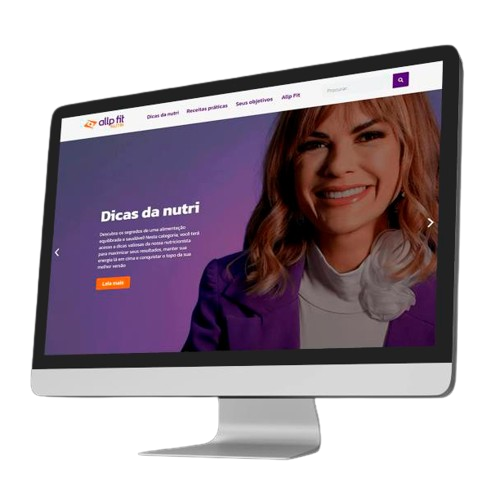 allp fit
NUTRI
Dicas da nutri
Receitas práticas
Seus objetivos
Allp Fit
Procurar
Dicas da nutri
Descubra os segredos de uma alimentação
equilibrada e saudável! Nesta categoria, você terá
acesso a dicas valiosas da nossa nutricionista
para maximizar seus resultados, manter sua
energia lá em cima e conquistar o topo da sua
melhor versão
Leia mais